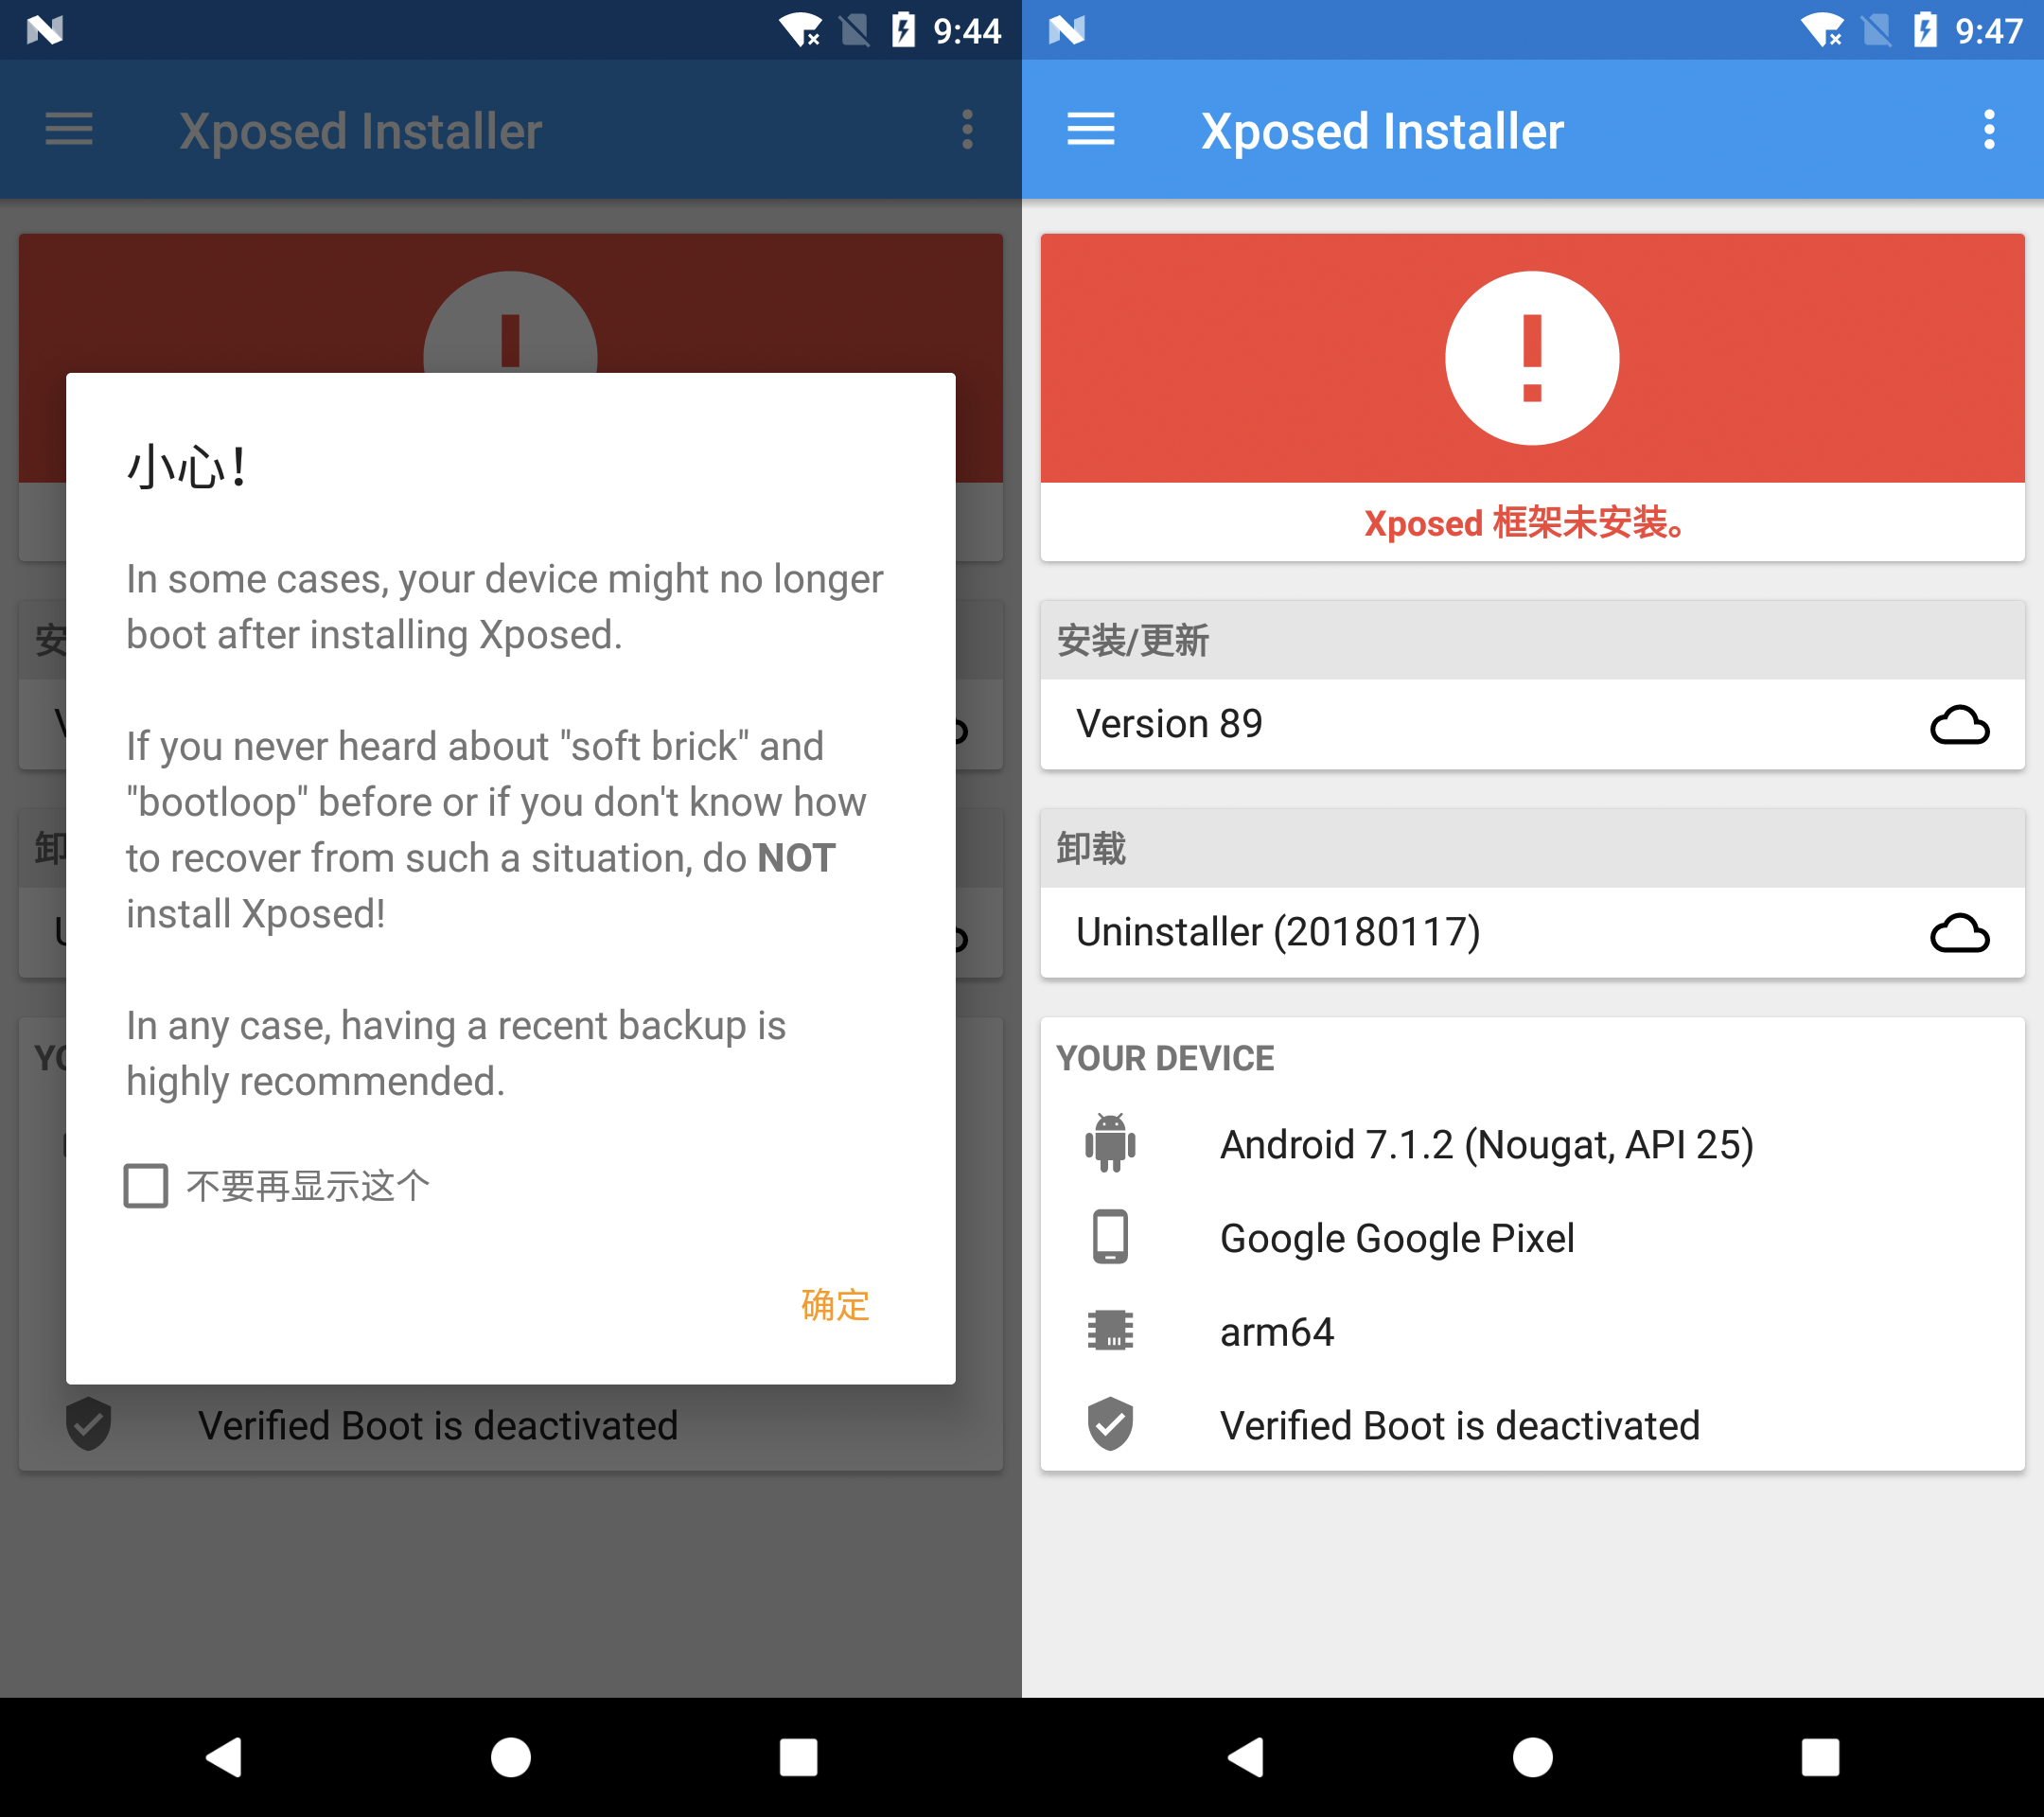 9:44
Xposed Installer
小心！
In some cases, your device might no longer
boot after installing Xposed.
If you never heard about "soft brick" and
"bootloop" before or if you don't know how
to recover from such a situation, do NOT
install Xposed!
In any case, having a recent backup is
highly recommended.
不要再显示这个
确定
安
V
卸
U
YO
Verified Boot is deactivated
9:47
Xposed Installer
Xposed 框架未安装。
安装/更新
Version 89
卸载
Uninstaller (20180117)
YOUR DEVICE
Android 7.1.2 (Nougat, API 25)
Google Google Pixel
arm64
Verified Boot is deactivated